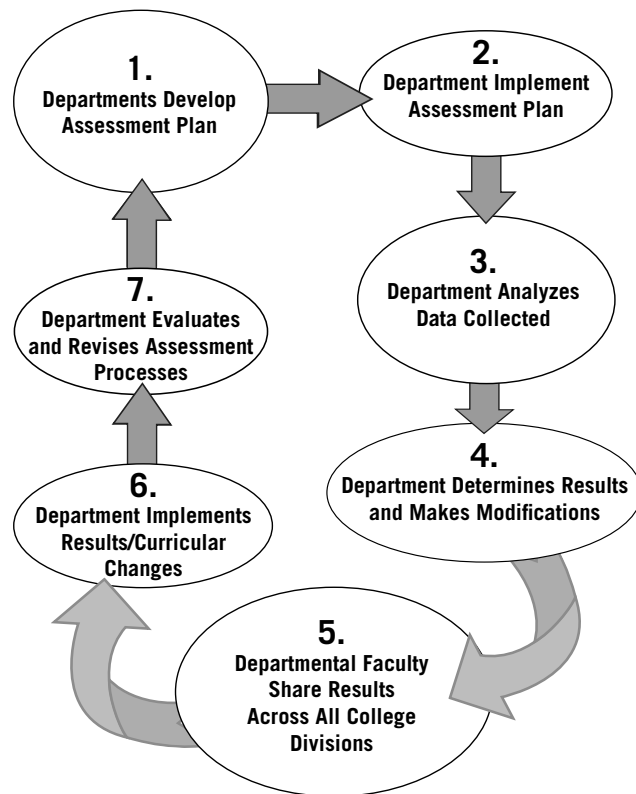 1.
Departments Develop
Assessment Plan
2.
Department Implement
Assessment Plan
3.
Department Analyzes
Data Collected
4.
Department Determines Results
and Makes Modifications
5.
Departmental Faculty
Share Results
Across All College
Divisions
6.
Department Implements
Results/Curricular
Changes
7.
Department Evaluates
and Revises Assessment
Processes